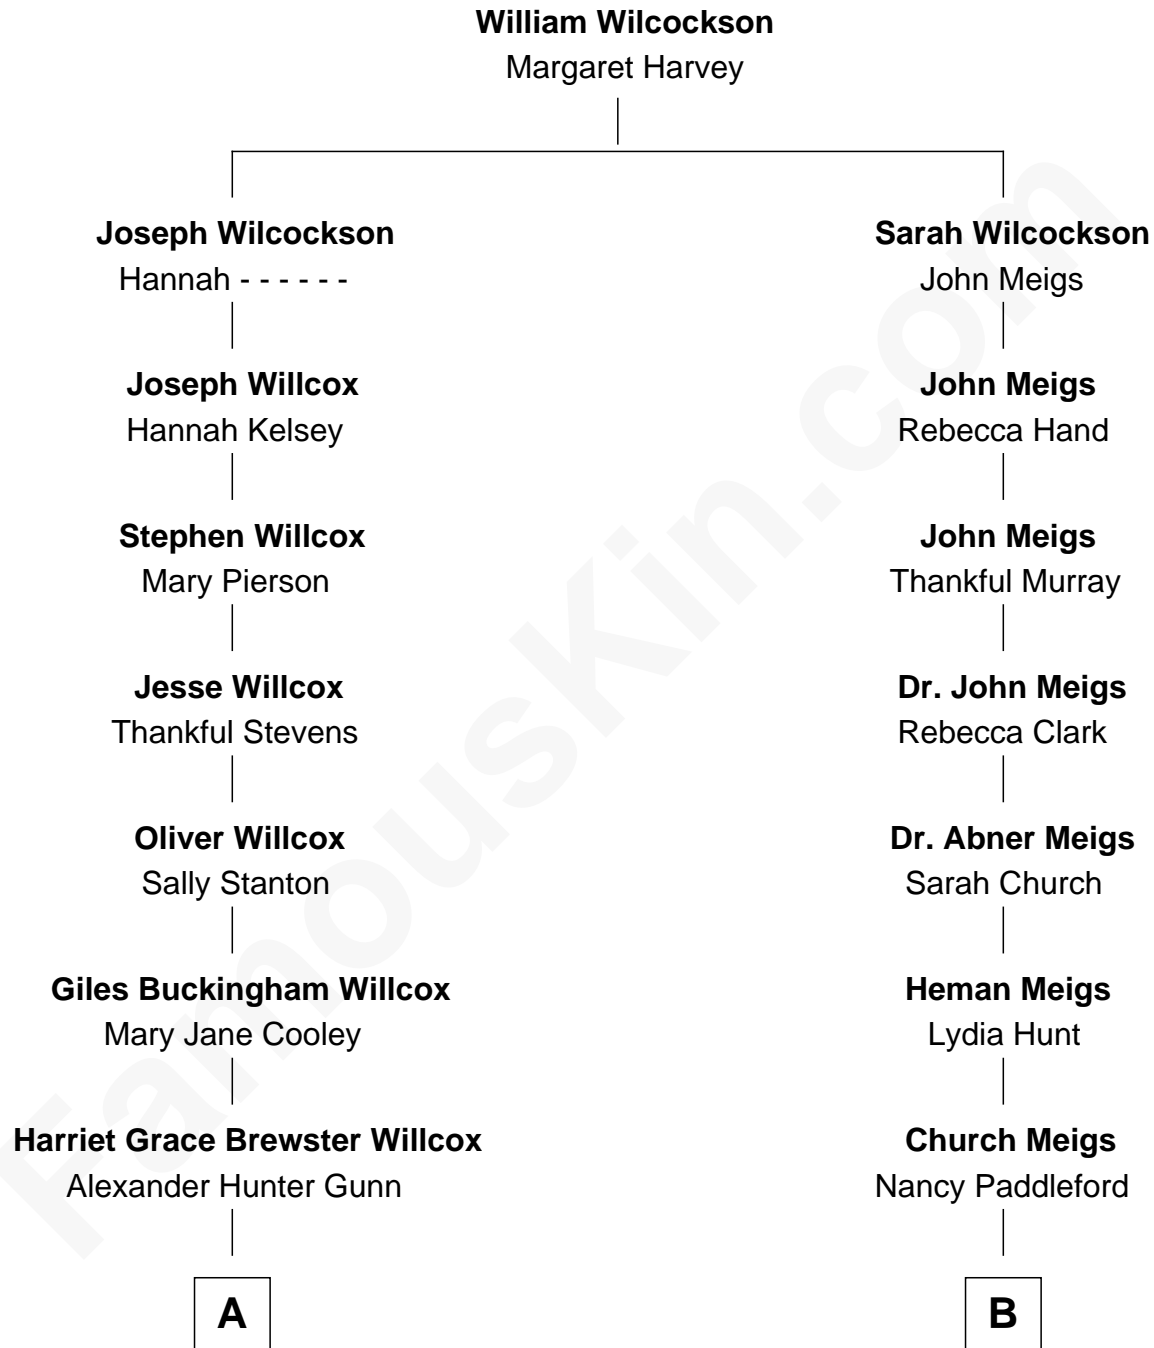 William Wilcockson
Margaret Harvey
Joseph Wilcockson
Hannah - - - - - -
Joseph Willcox
Hannah Kelsey
Stephen Willcox
Mary Pierson
Jesse Willcox
Thankful Stevens
Oliver Willcox
Sally Stanton
Giles Buckingham Willcox
Mary Jane Cooley
Harriet Grace Brewster Willcox
Alexander Hunter Gunn
A
Sarah Wilcockson
John Meigs
John Meigs
Rebecca Hand
John Meigs
Thankful Murray
Dr. John Meigs
Rebecca Clark
Dr. Abner Meigs
Sarah Church
Heman Meigs
Lydia Hunt
Church Meigs
Nancy Paddleford
B
FamousKin.com